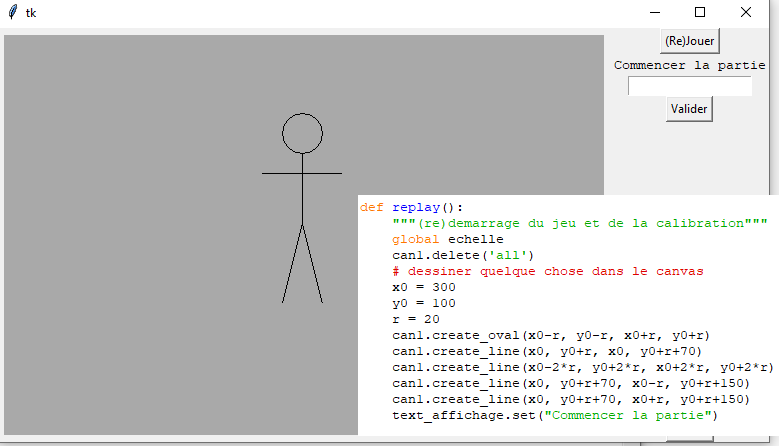 tk
(Re)Jouer
Commencer la partie
Valider
def replay():
    """(re)demarrage du jeu et de la calibration"""
    global echelle
    can1.delete('all')
    # dessiner quelque chose dans le canvas
    x0 = 300
    y0 = 100
    r = 20
    can1.create_oval(x0-r, y0-r, x0+r, y0+r)
    can1.create_line(x0, y0+r, x0, y0+r+70)
    can1.create_line(x0-2*r, y0+2*r, x0+2*r, y0+2*r)
    can1.create_line(x0, y0+r+70, x0-r, y0+r+150)
    can1.create_line(x0, y0+r+70, x0+r, y0+r+150)
    text_affichage.set("Commencer la partie")